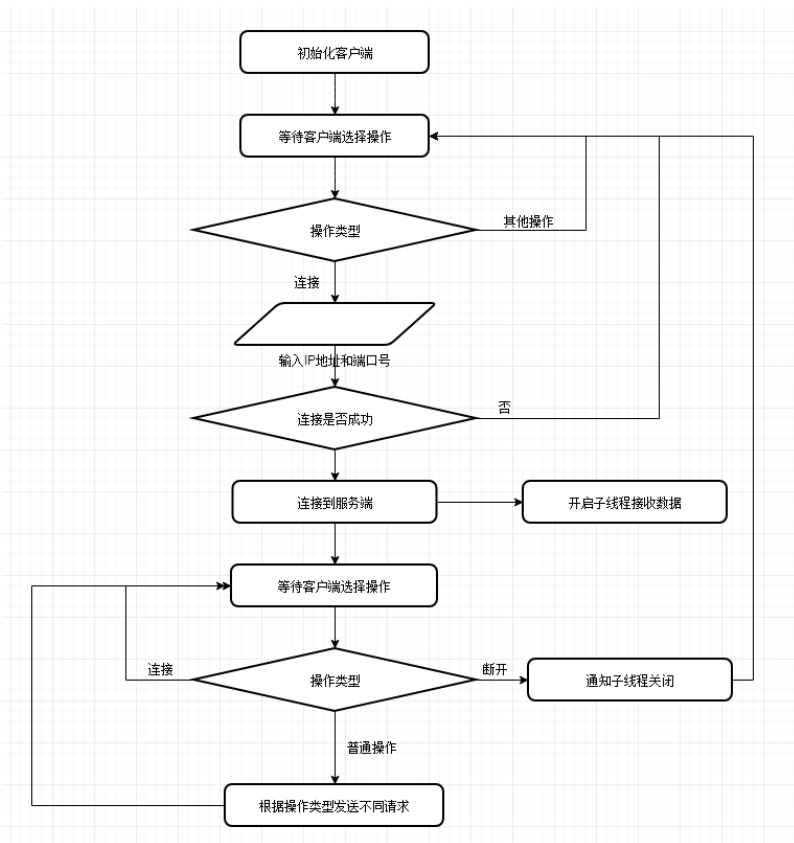 初始化客户端
等待客户端选择操作
操作类型
其他操作
连接
输入IP地址和端口号
连接是否成功
否
连接到服务端
开启子线程接收数据
等待客户端选择操作
连接
操作类型
断开
通知子线程关闭
普通操作
根据操作类型发送不同请求